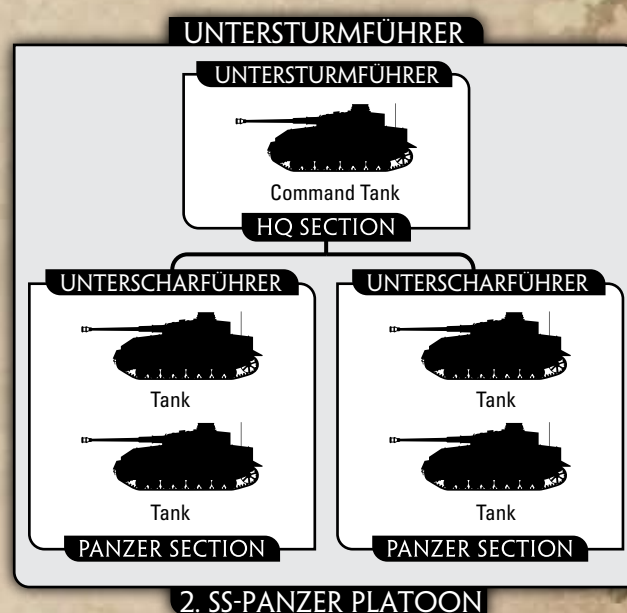 UNTERSTURMFÜHRER
UNTERSTURMFÜHRER
Command Tank
HQ SECTION
UNTERSCHARFÜHRER
Tank
Tank
PANZER SECTION
UNTERSCHARFÜHRER
Tank
Tank
PANZER SECTION
2. SS-PANZER PLATOON